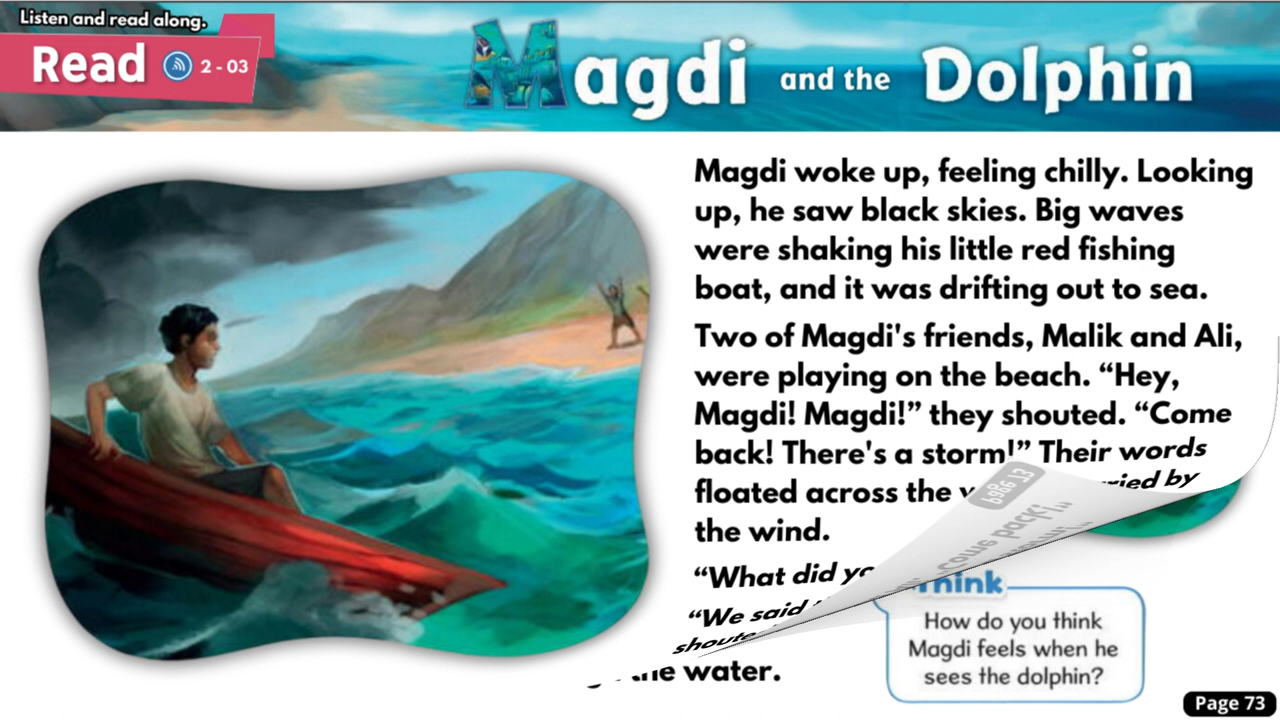 Listen and read along.
Read 2 - 03
Magdi and the Dolphin
Magdi woke up, feeling chilly. Looking
up, he saw black skies. Big waves
were shaking his little red fishing
boat, and it was drifting out to sea.
Two of Magdi's friends, Malik and Ali,
were playing on the beach. “Hey,
Magdi! Magdi!” they shouted. “Come
back! There's a storm!” Their words
floated across the by
the wind.
“What did
“We said
the water.
Think
How do you think
Magdi feels when he
sees the dolphin?
Page 73